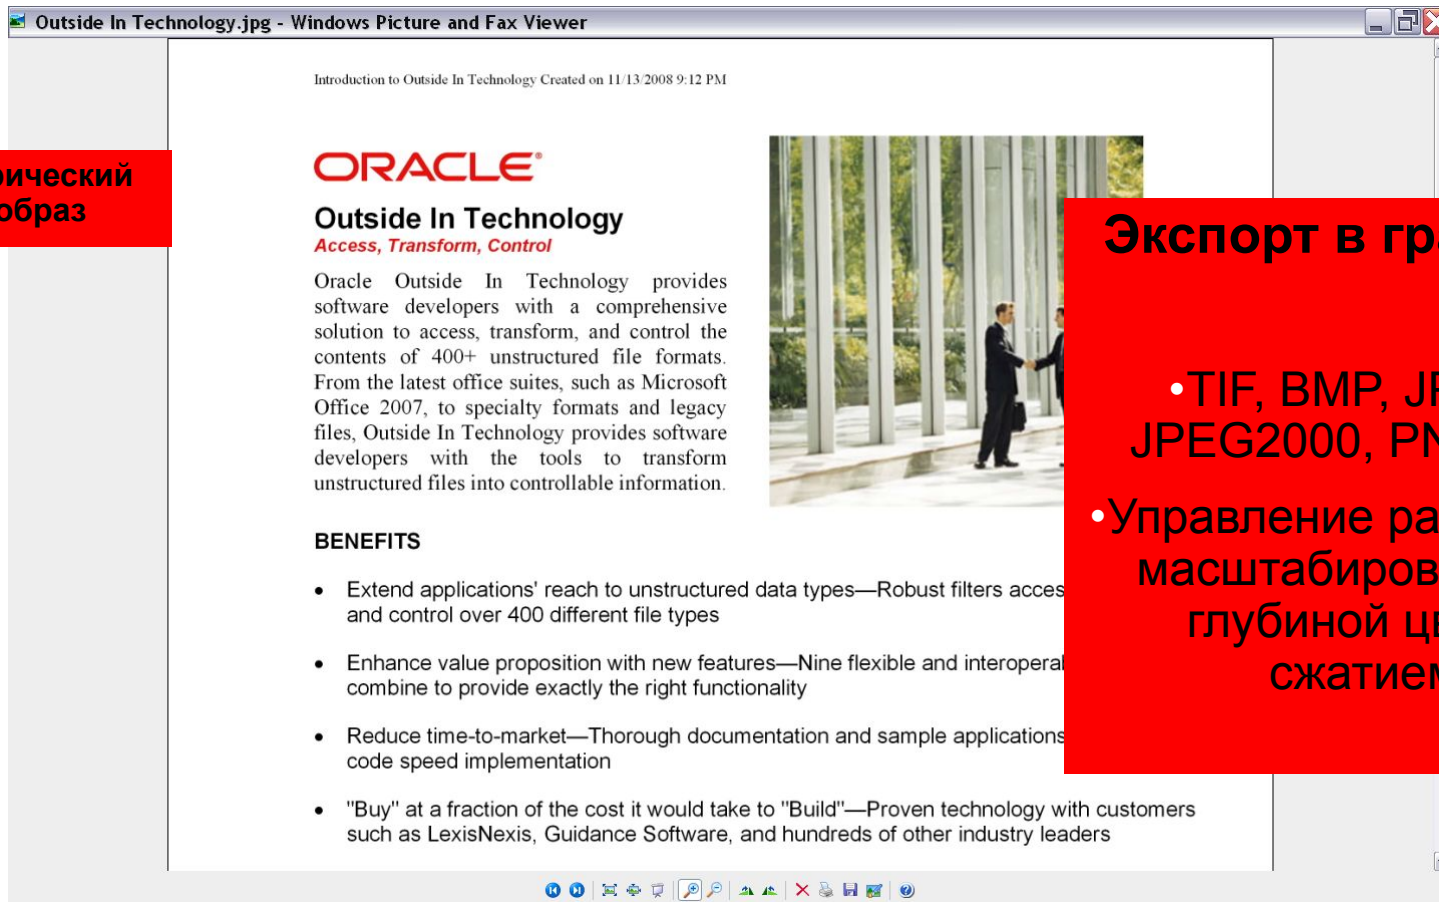 Outside In Technology.jpg - Windows Picture and Fax Viewer
Introduction to Outside In Technology Created on 11/13/2008 9:12 PM
образ
ORACLE®
Outside In Technology
Access, Transform, Control
Oracle Outside In Technology provides
software developers with a comprehensive
solution to access, transform, and control the
contents of 400+ unstructured file formats.
From the latest office suites, such as Microsoft
Office 2007, to specialty formats and legacy
files, Outside In Technology provides software
developers with the tools to transform
unstructured files into controllable information.
BENEFITS
• Extend applications' reach to unstructured data types—Robust filters
and control over 400 different file types
• Enhance value proposition with new features—Nine flexible and
combine to provide exactly the right functionality
• Reduce time-to-market—Thorough documentation and sample applications
code speed implementation
• "Buy" at a fraction of the cost it would take to "Build"—Proven technology with customers
such as LexisNexis, Guidance Software, and hundreds of other industry leaders
Экспорт в
•TIF, BMP,
JPEG2000,
•Управление
глубиной